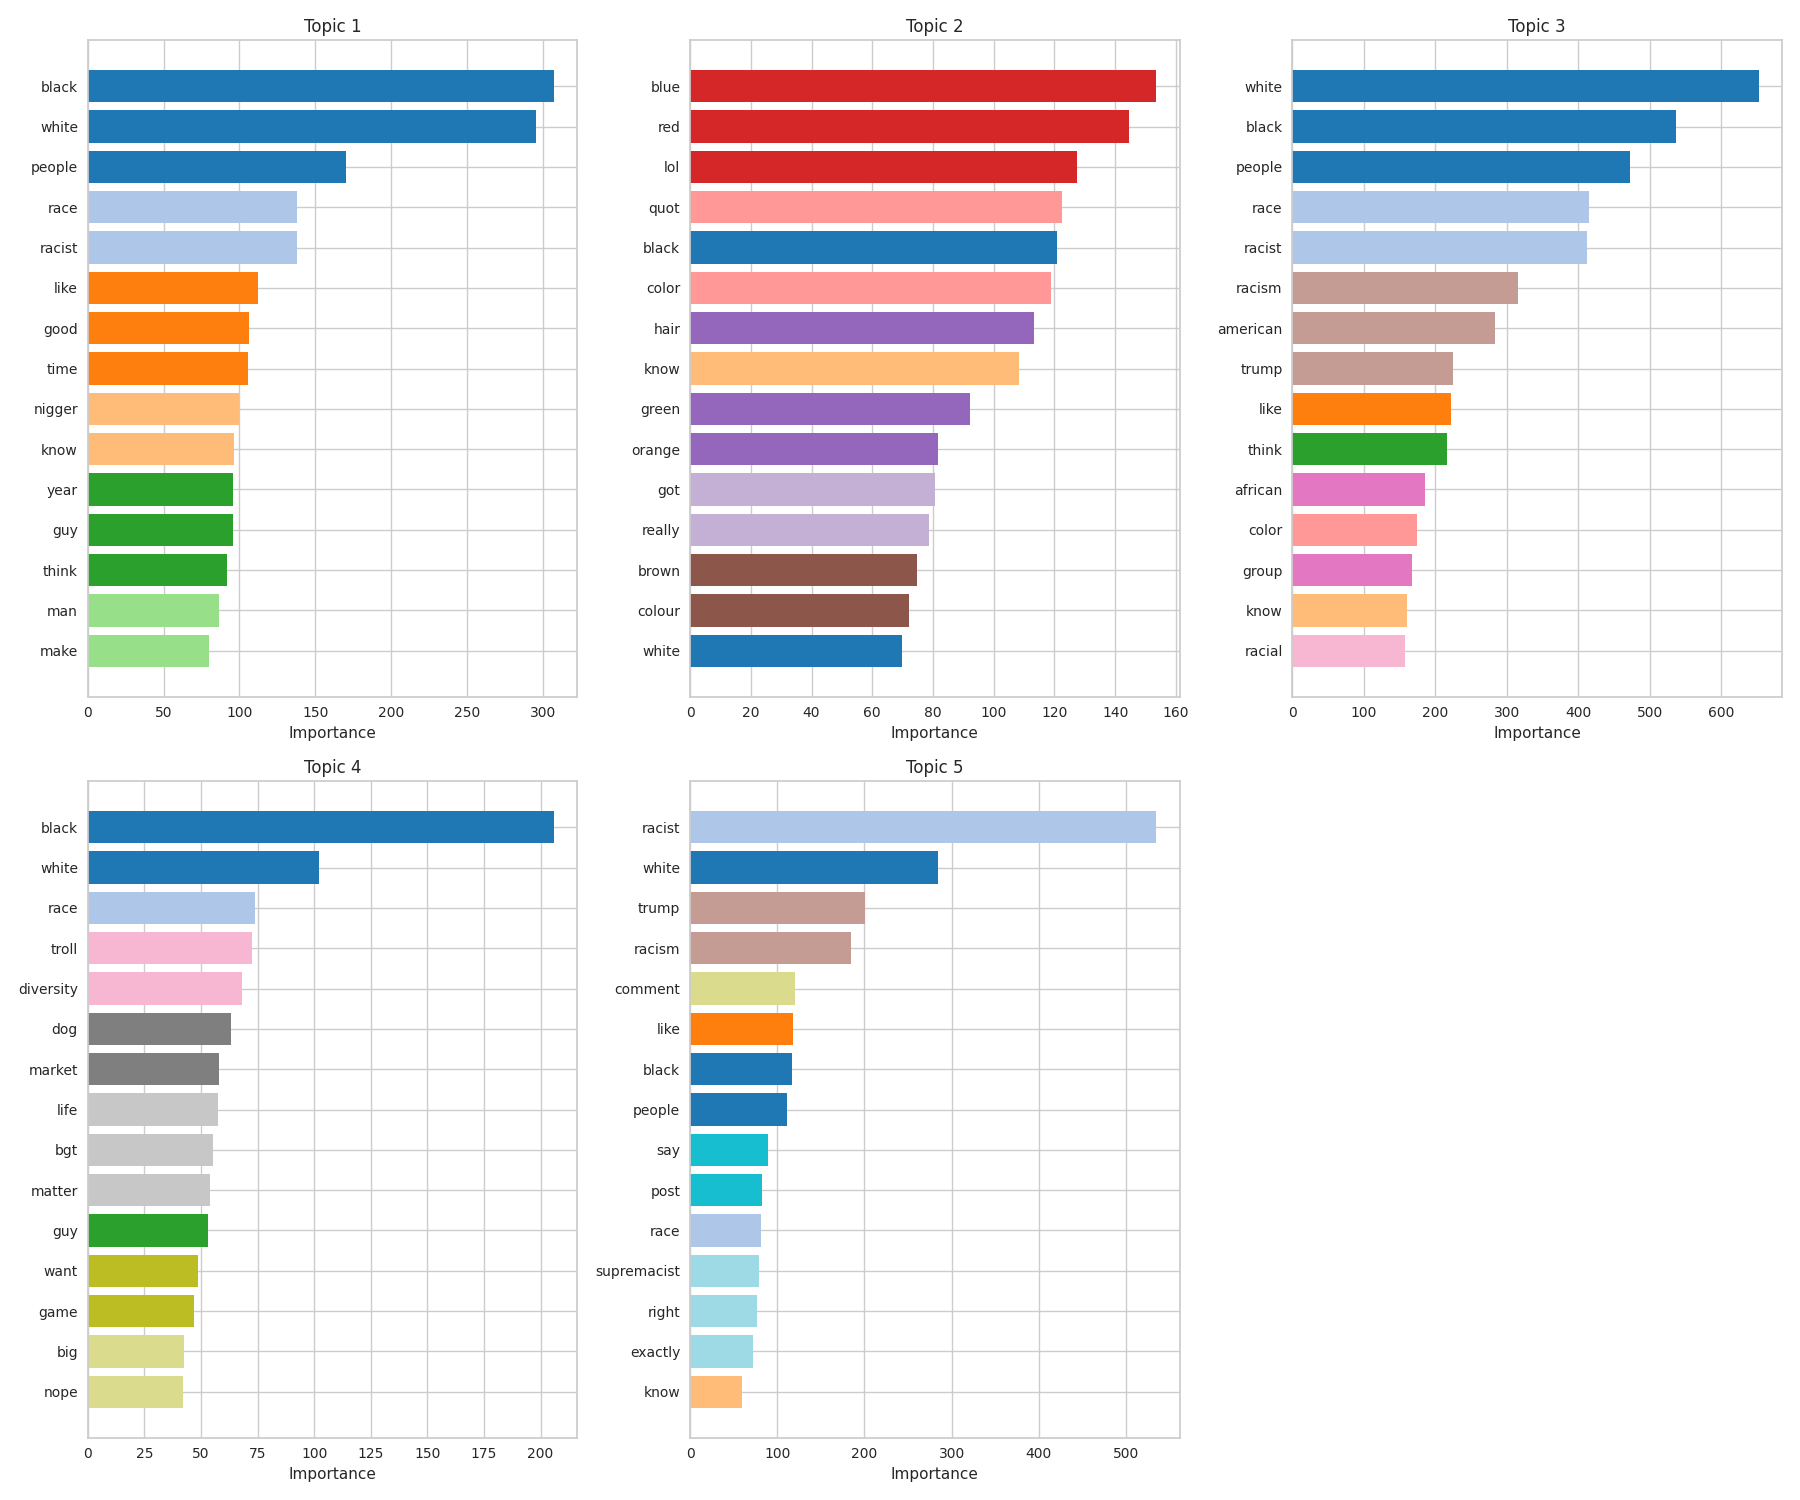 Topic 1
black
white
people
race
racist
like
good
time
nigger
know
year
guy
think
man
make
0 50 100 150 200 250 300
Importance
Topic 2
blue
red
lol
quot
black
color
hair
know
green
orange
got
really
brown
colour
white
0 20 40 60 80 100 120 140 160
Importance
Topic 3
white
black
people
race
racist
racism
american
trump
like
think
african
color
group
know
racial
0 100 200 300 400 500 600
Importance
Topic 4
black
white
race
troll
diversity
dog
market
life
bgt
matter
guy
want
game
big
nope
0 25 50 75 100 125 150 175 200
Importance
Topic 5
racist
white
trump
racism
comment
like
black
people
say
post
race
supremacist
right
exactly
know
0 100 200 300 400 500
Importance